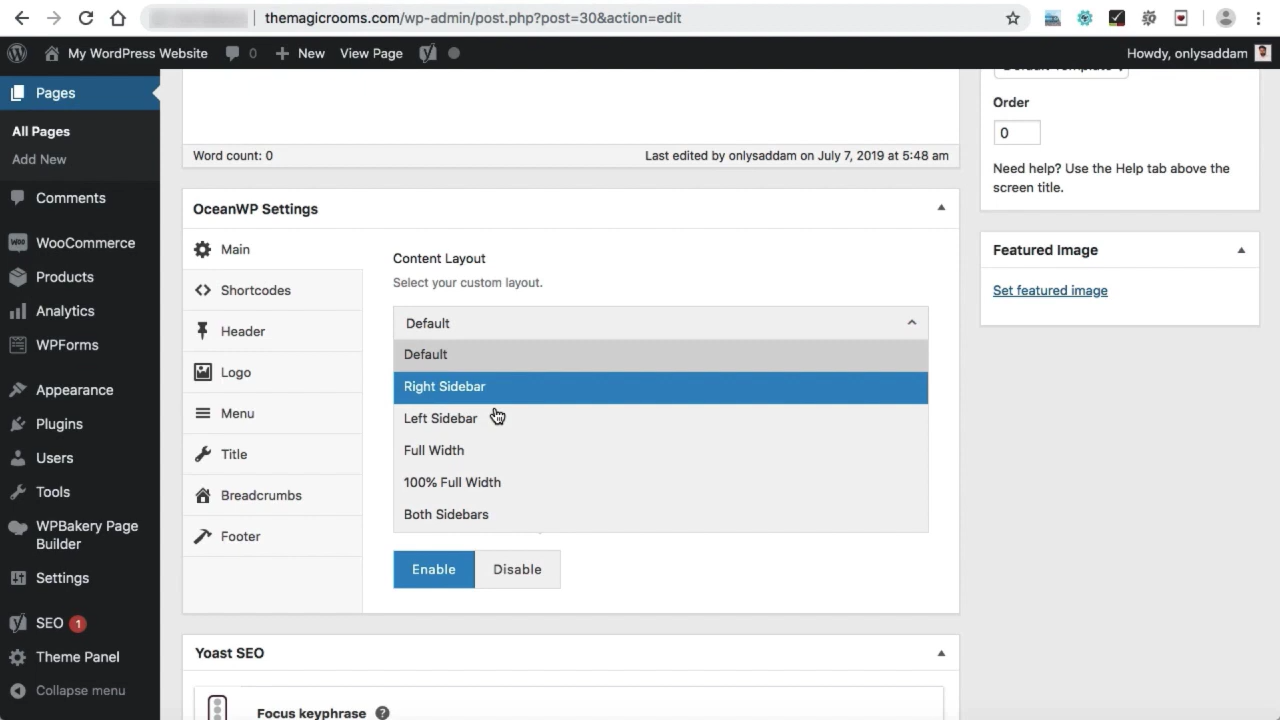 themagicrooms.com/wp-admin/post.php?post=30&action=edit
My WordPress Website
0
New
View Page
Howdy, onlysaddam
Pages
All Pages
Add New
Comments
WooCommerce
Products
Analytics
WPForms
Appearance
Plugins
Users
Tools
WPBakery Page
Builder
Settings
SEO 1
Theme Panel
Collapse menu
Word count: 0
Last edited by onlysaddam on July 7, 2019 at 5:48 am
OceanWP Settings
Main
Shortcodes
Header
Logo
Menu
Title
Breadcrumbs
Footer
Content Layout
Select your custom layout.
Default
Default
Right Sidebar
Left Sidebar
Full Width
100% Full Width
Both Sidebars
Enable
Disable
Yoast SEO
Focus keyphrase ?
Default Template
Order
0
Need help? Use the Help tab above the
screen title.
Featured Image
Set featured image